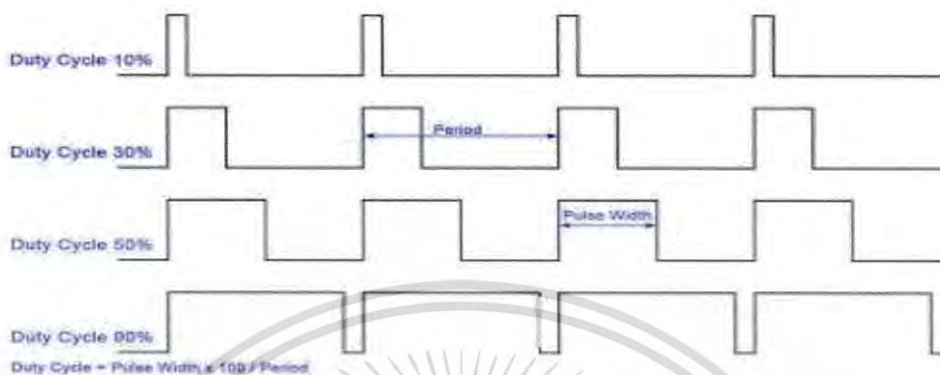 Duty Cycle 10%
Duty Cycle 30%
Period
Duty Cycle 50%
Pulse Width
Duty Cycle 90%
Duty Cycle = Pulse Width x 100 / Period